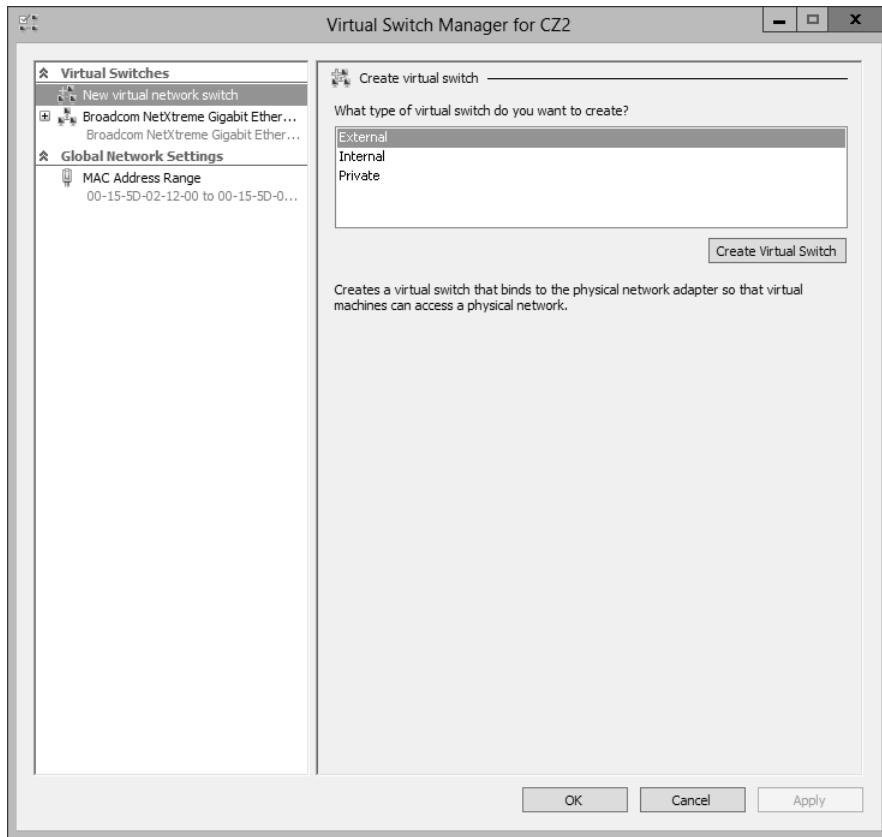 Virtual Switch Manager for CZ2
Virtual Switches
New virtual network switch
Broadcom NetXtreme Gigabit Ether...
Broadcom NetXtreme Gigabit Ether...
Global Network Settings
MAC Address Range
00-15-5D-02-12-00 to 00-15-5D-0...
Create virtual switch
What type of virtual switch do you want to create?
External
Internal
Private
Create Virtual Switch
Creates a virtual switch that binds to the physical network adapter so that virtual
machines can access a physical network.
OK
Cancel
Apply